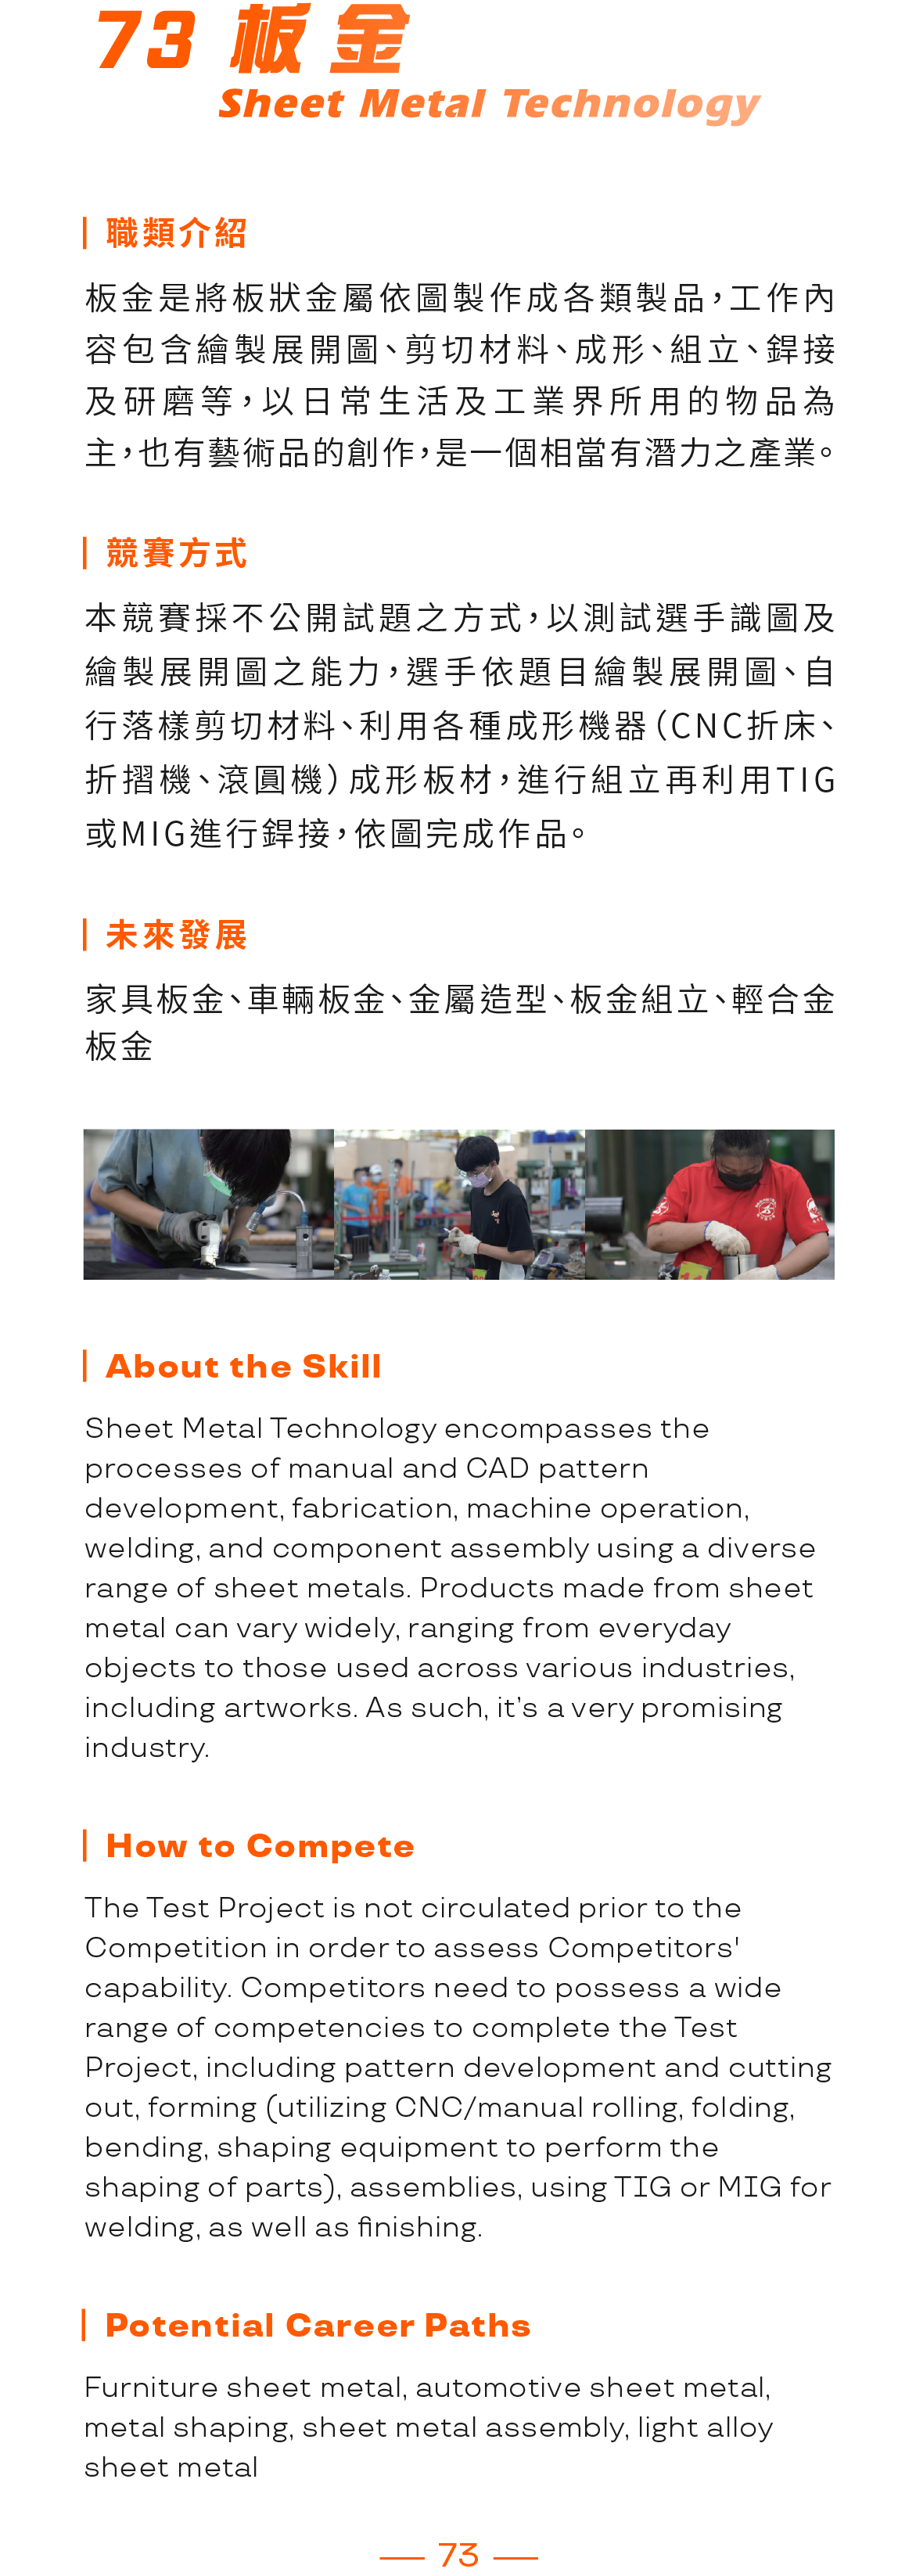 73 板金
Sheet Metal Technology
職類介紹
板金是將板狀金屬依圖製作成各類製品，工作內
容包含繪製展開圖、剪切材料、成形、組立、銲接
及研磨等，以日常生活及工業界所用的物品為
主，也有藝術品的創作，是一個相當有潛力之產業。
競賽方式
本競賽採不公開試題之方式，以測試選手識圖及
繪製展開圖之能力，選手依題目繪製展開圖、自
行落樣剪切材料、利用各種成形機器（CNC折床、
折摺機、滾圓機）成形板材，進行組立再利用TIG
或MIG進行銲接，依圖完成作品。
未來發展
家具板金、車輛板金、金屬造型、板金組立、輕合金
板金
About the Skill
Sheet Metal Technology encompasses the
processes of manual and CAD pattern
development, fabrication, machine operation,
welding, and component assembly using a diverse
range of sheet metals. Products made from sheet
metal can vary widely, ranging from everyday
objects to those used across various industries,
including artworks. As such, it’s a very promising
industry.
How to Compete
The Test Project is not circulated prior to the
Competition in order to assess Competitors'
capability. Competitors need to possess a wide
range of competencies to complete the Test
Project, including pattern development and cutting
out, forming (utilizing CNC/manual rolling, folding,
bending, shaping equipment to perform the
shaping of parts), assemblies, using TIG or MIG for
welding, as well as finishing.
Potential Career Paths
Furniture sheet metal, automotive sheet metal,
metal shaping, sheet metal assembly, light alloy
sheet metal
— 73 —